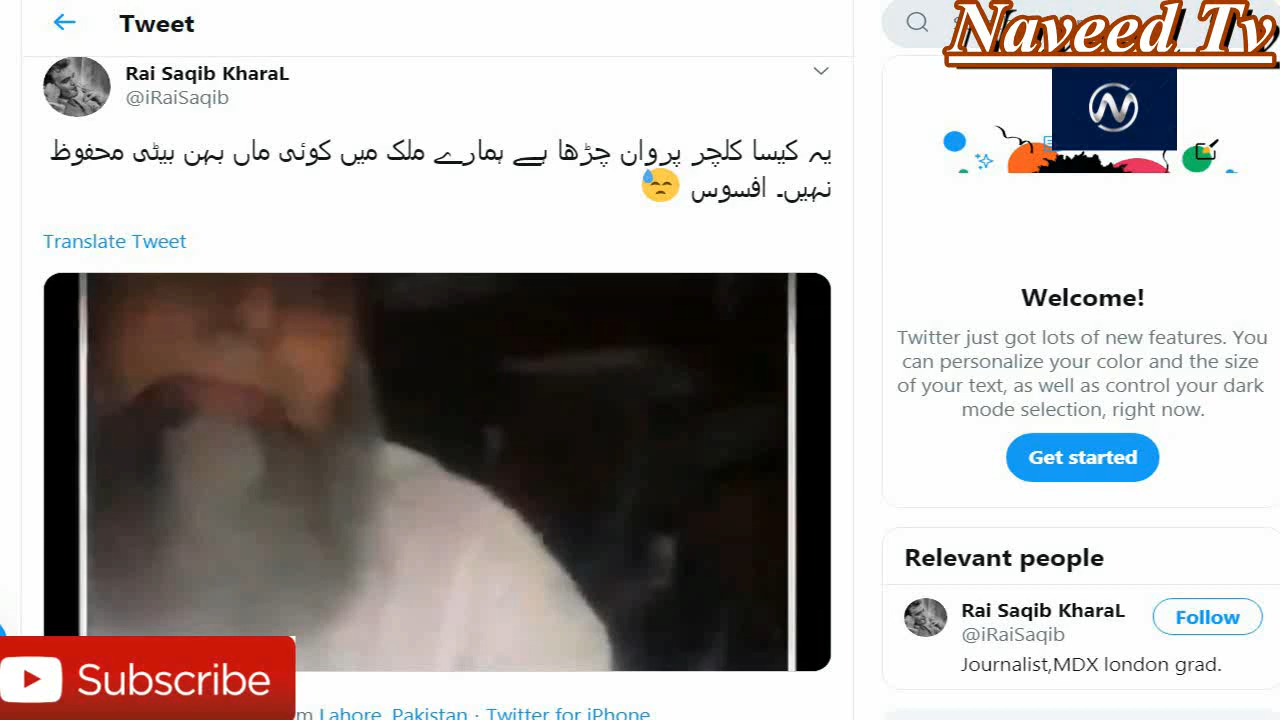 Tweet
Naveed Tv
Rai Saqib KharaL
@iRaiSaqib
یہ کیسا کلچر پروان چڑھا ہے ہمارے ملک میں کوئی ماں بہن بیٹی محفوظ
نہیں۔ افسوس 😓
Translate Tweet
Lahore, Pakistan · Twitter for iPhone
Subscribe
Welcome!
Twitter just got lots of new features. You
can personalize your color and the size
of your text, as well as control your dark
mode selection, right now.
Get started
Relevant people
Rai Saqib KharaL
@iRaiSaqib
Follow
Journalist,MDX london grad.